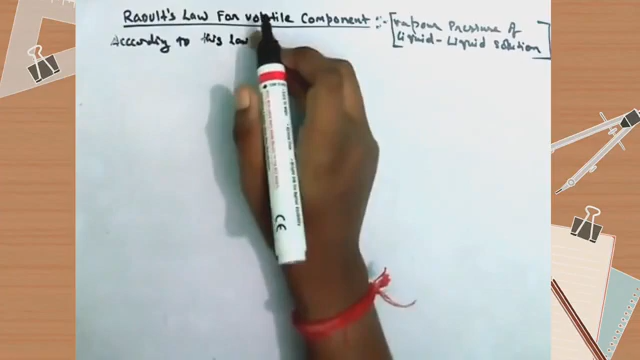 Raoult's Law For volatile Component :- [Vapour Pressure of
Liquid-Liquid solution]
According to this law
CE